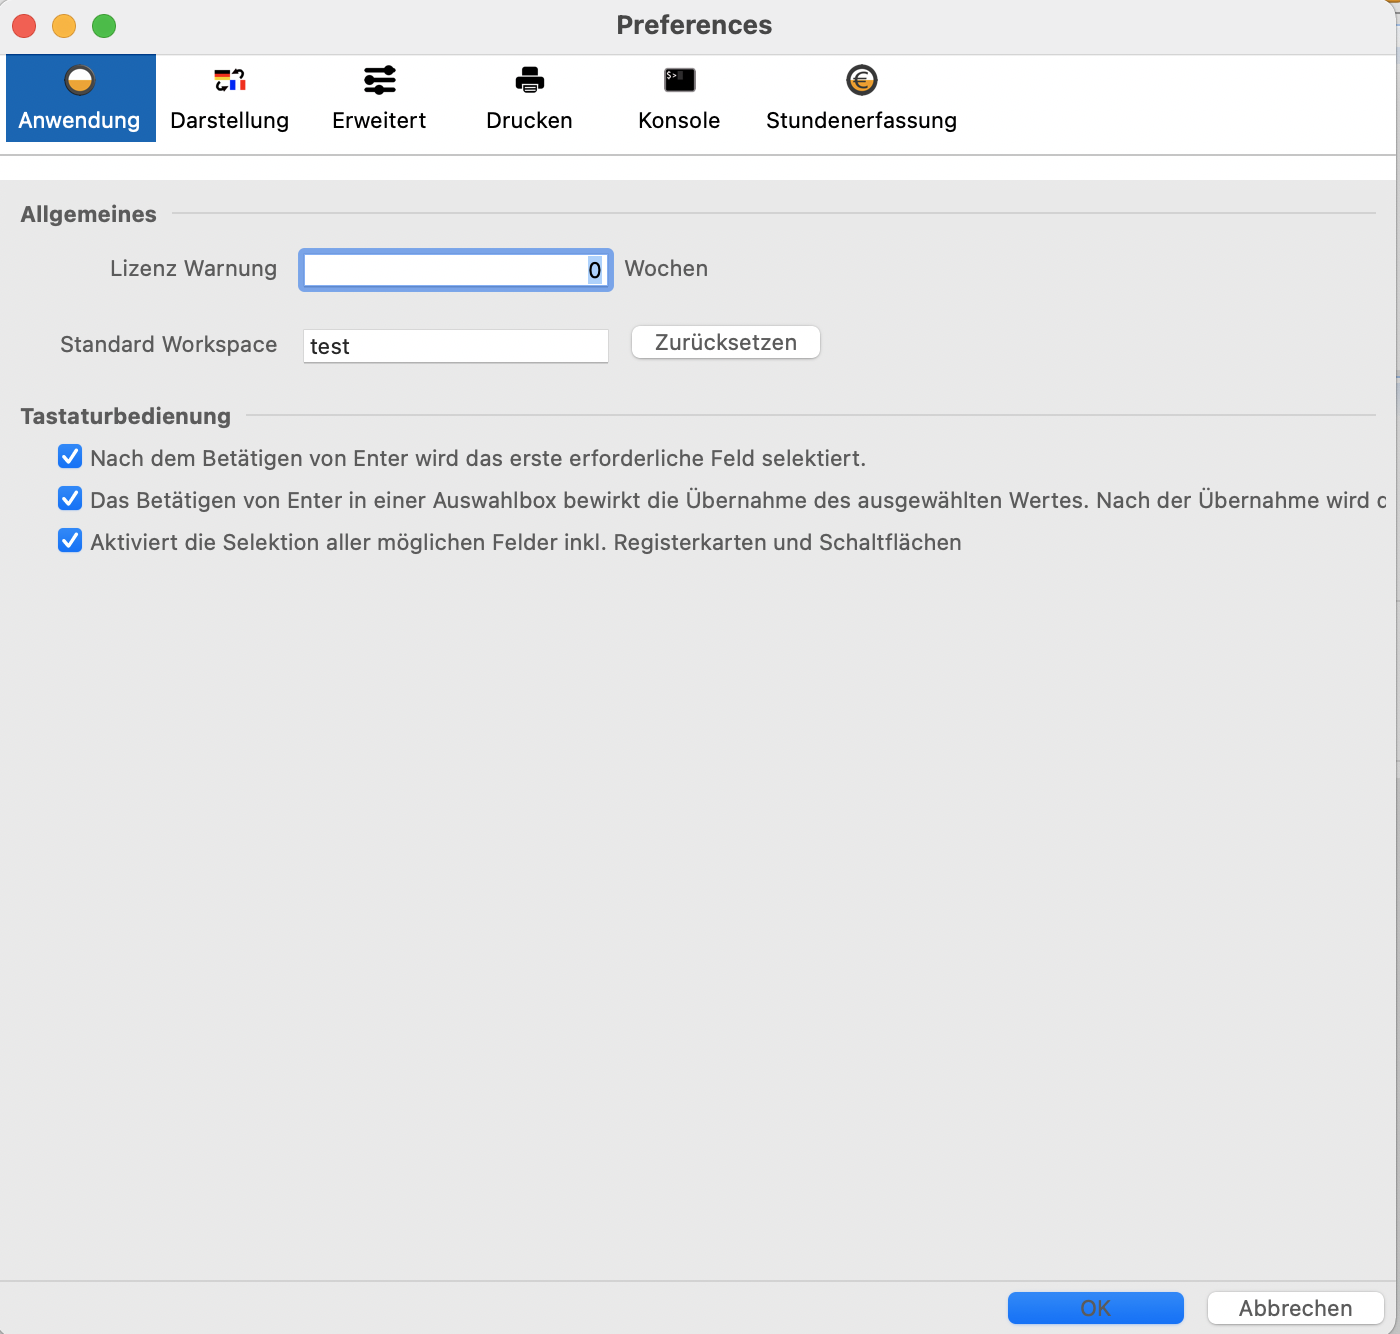 Preferences
Anwendung Darstellung Erweitert Drucken Konsole Stundenerfassung
Allgemeines
Lizenz Warnung 0 Wochen
Standard Workspace test Zurücksetzen
Tastaturbedienung
Nach dem Betätigen von Enter wird das erste erforderliche Feld selektiert.
Das Betätigen von Enter in einer Auswahlbox bewirkt die Übernahme des ausgewählten Wertes. Nach der Übernahme wird
Aktiviert die Selektion aller möglichen Felder inkl. Registerkarten und Schaltflächen
OK Abbrechen